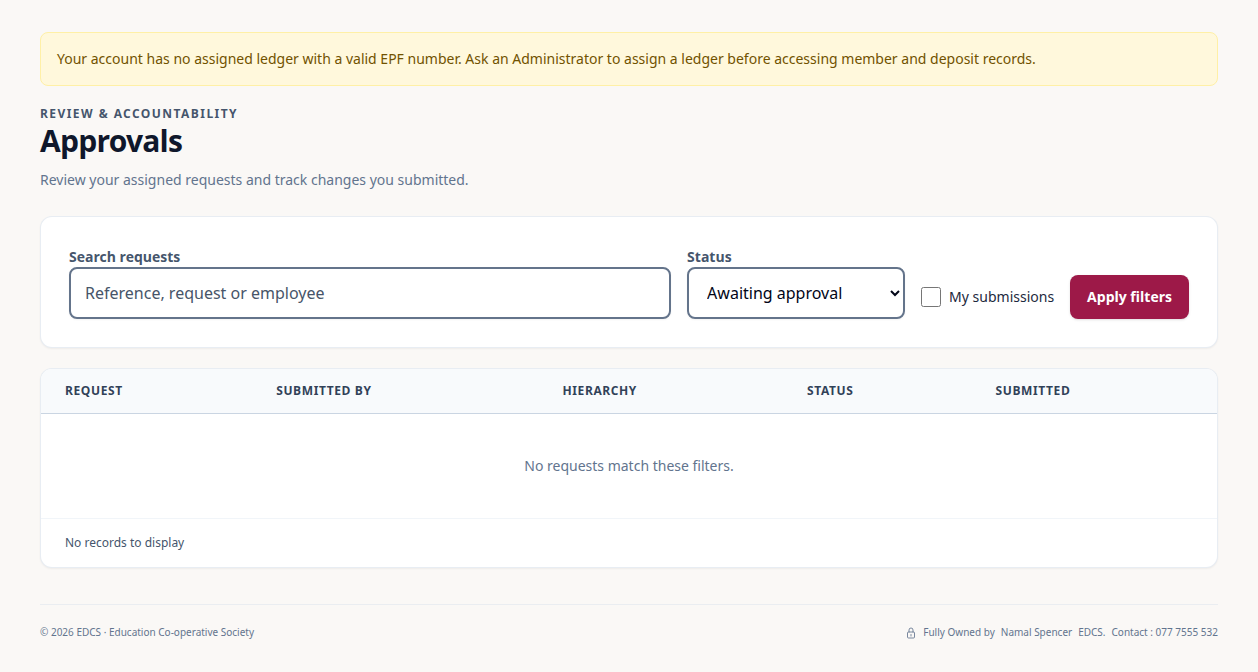 Your account has no assigned ledger with a valid EPF number. Ask an Administrator to assign a ledger before accessing member and deposit records.
REVIEW & ACCOUNTABILITY
Approvals
Review your assigned requests and track changes you submitted.
Search requests
Reference, request or employee
Status
Awaiting approval
My submissions
Apply filters
REQUEST SUBMITTED BY HIERARCHY STATUS SUBMITTED
No requests match these filters.
No records to display
© 2026 EDCS · Education Co-operative Society
Fully Owned by Namal Spencer EDCS. Contact : 077 7555 532